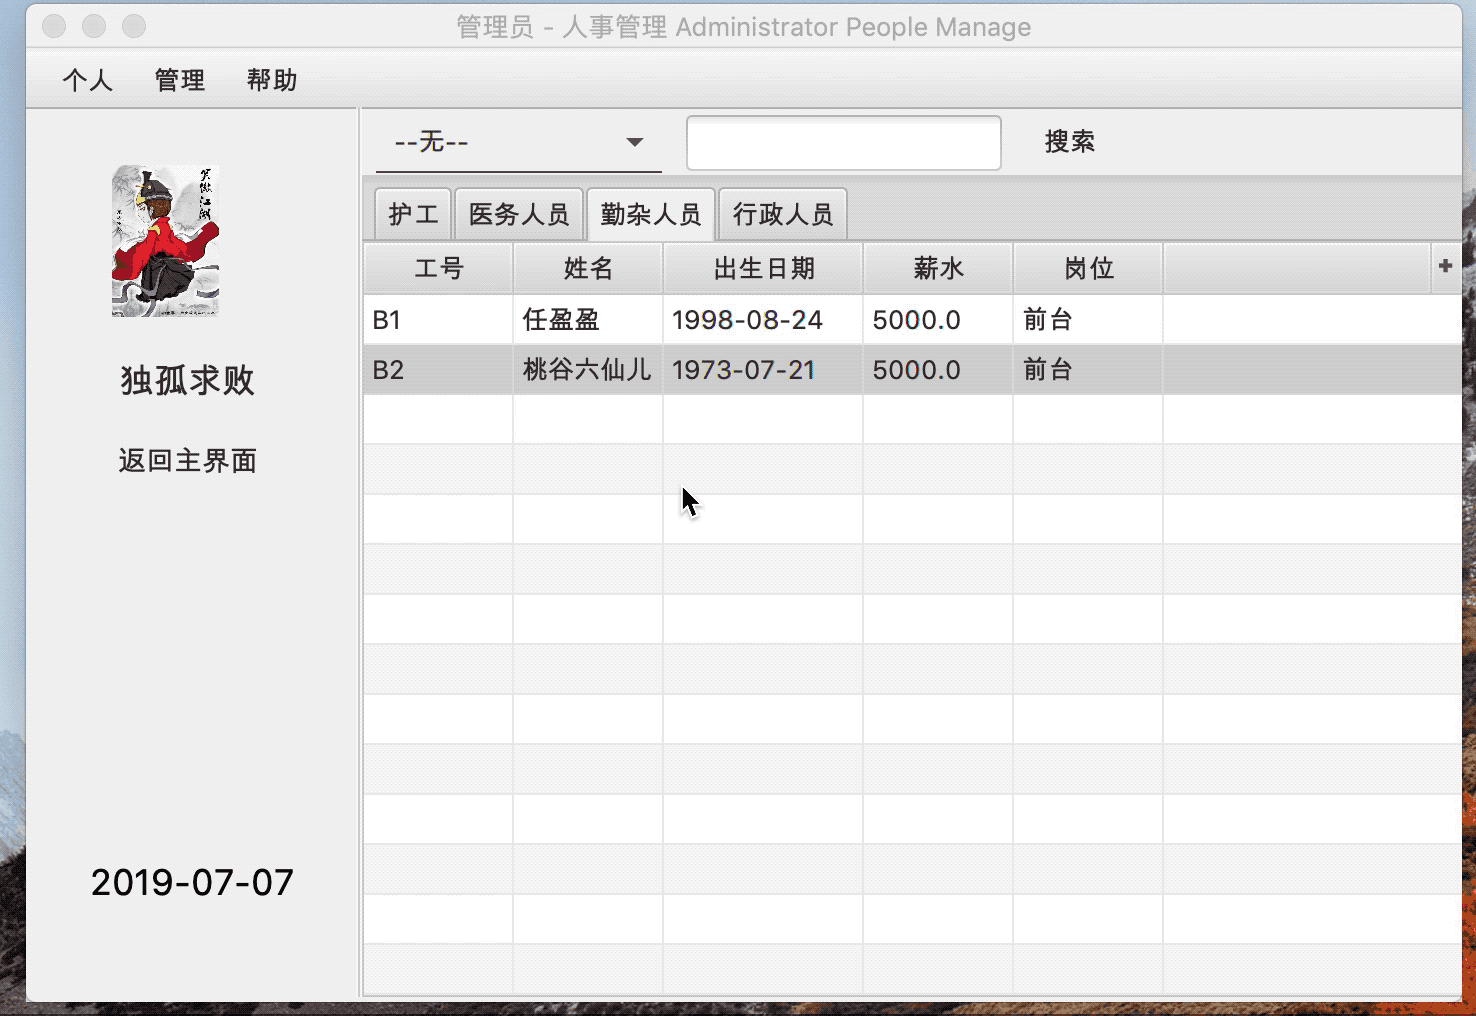 管理员 - 人事管理 Administrator People Manage
个人 管理 帮助
--无-- 搜索
护工 医务人员 勤杂人员 行政人员
工号 姓名 出生日期 薪水 岗位 +
B1 任盈盈 1998-08-24 5000.0 前台
B2 桃谷六仙儿 1973-07-21 5000.0 前台
笑傲江湖
独孤求败
返回主界面
2019-07-07